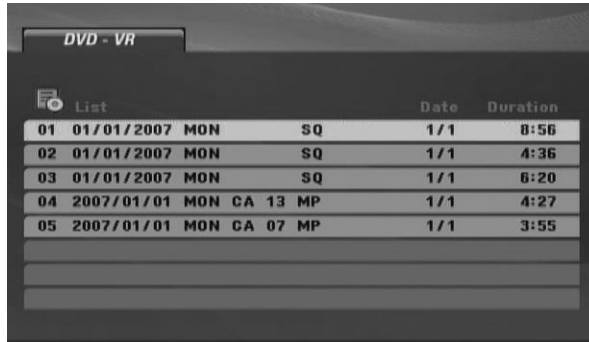 DVD - VR
List Date Duration
01 01/01/2007 MON SQ 1/1 8:56
02 01/01/2007 MON SQ 1/1 4:36
03 01/01/2007 MON SQ 1/1 6:20
04 2007/01/01 MON CA 13 MP 1/1 4:27
05 2007/01/01 MON CA 07 MP 1/1 3:55